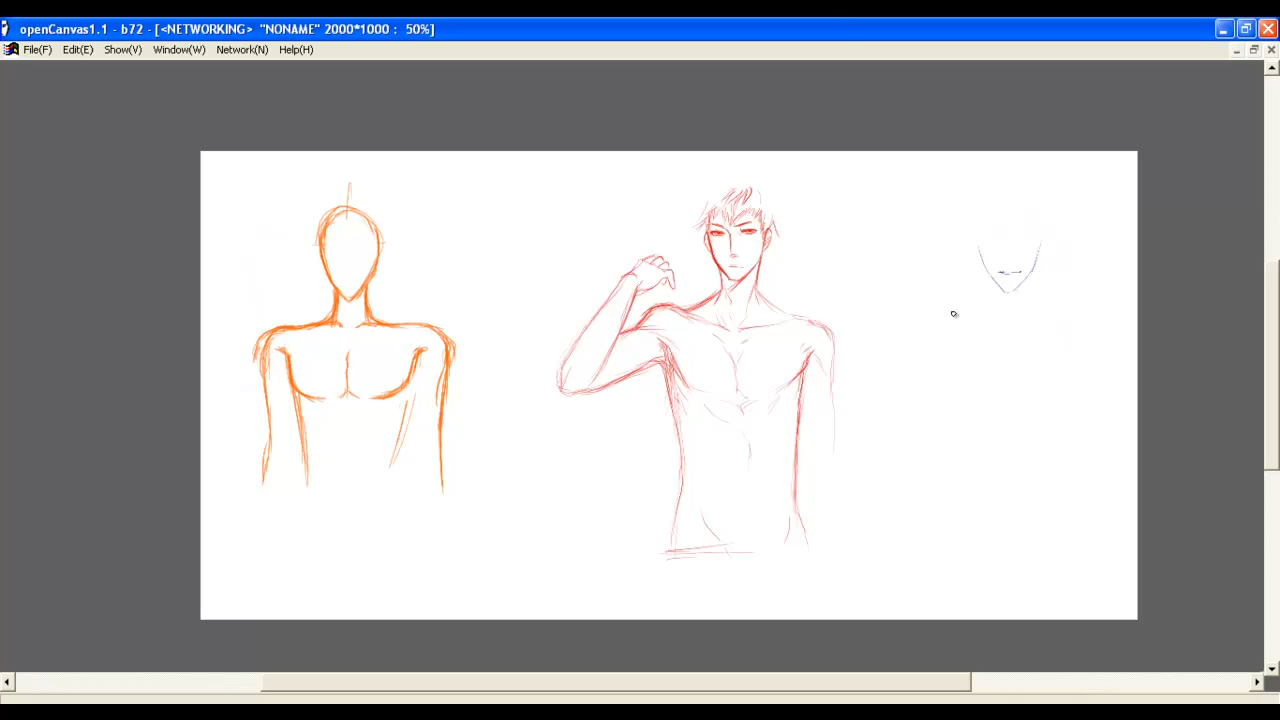 openCanvas1.1 - b72 - [<NETWORKING> "NONAME" 2000*1000 : 50%]
File(F) Edit(E) Show(V) Window(W) Network(N) Help(H)